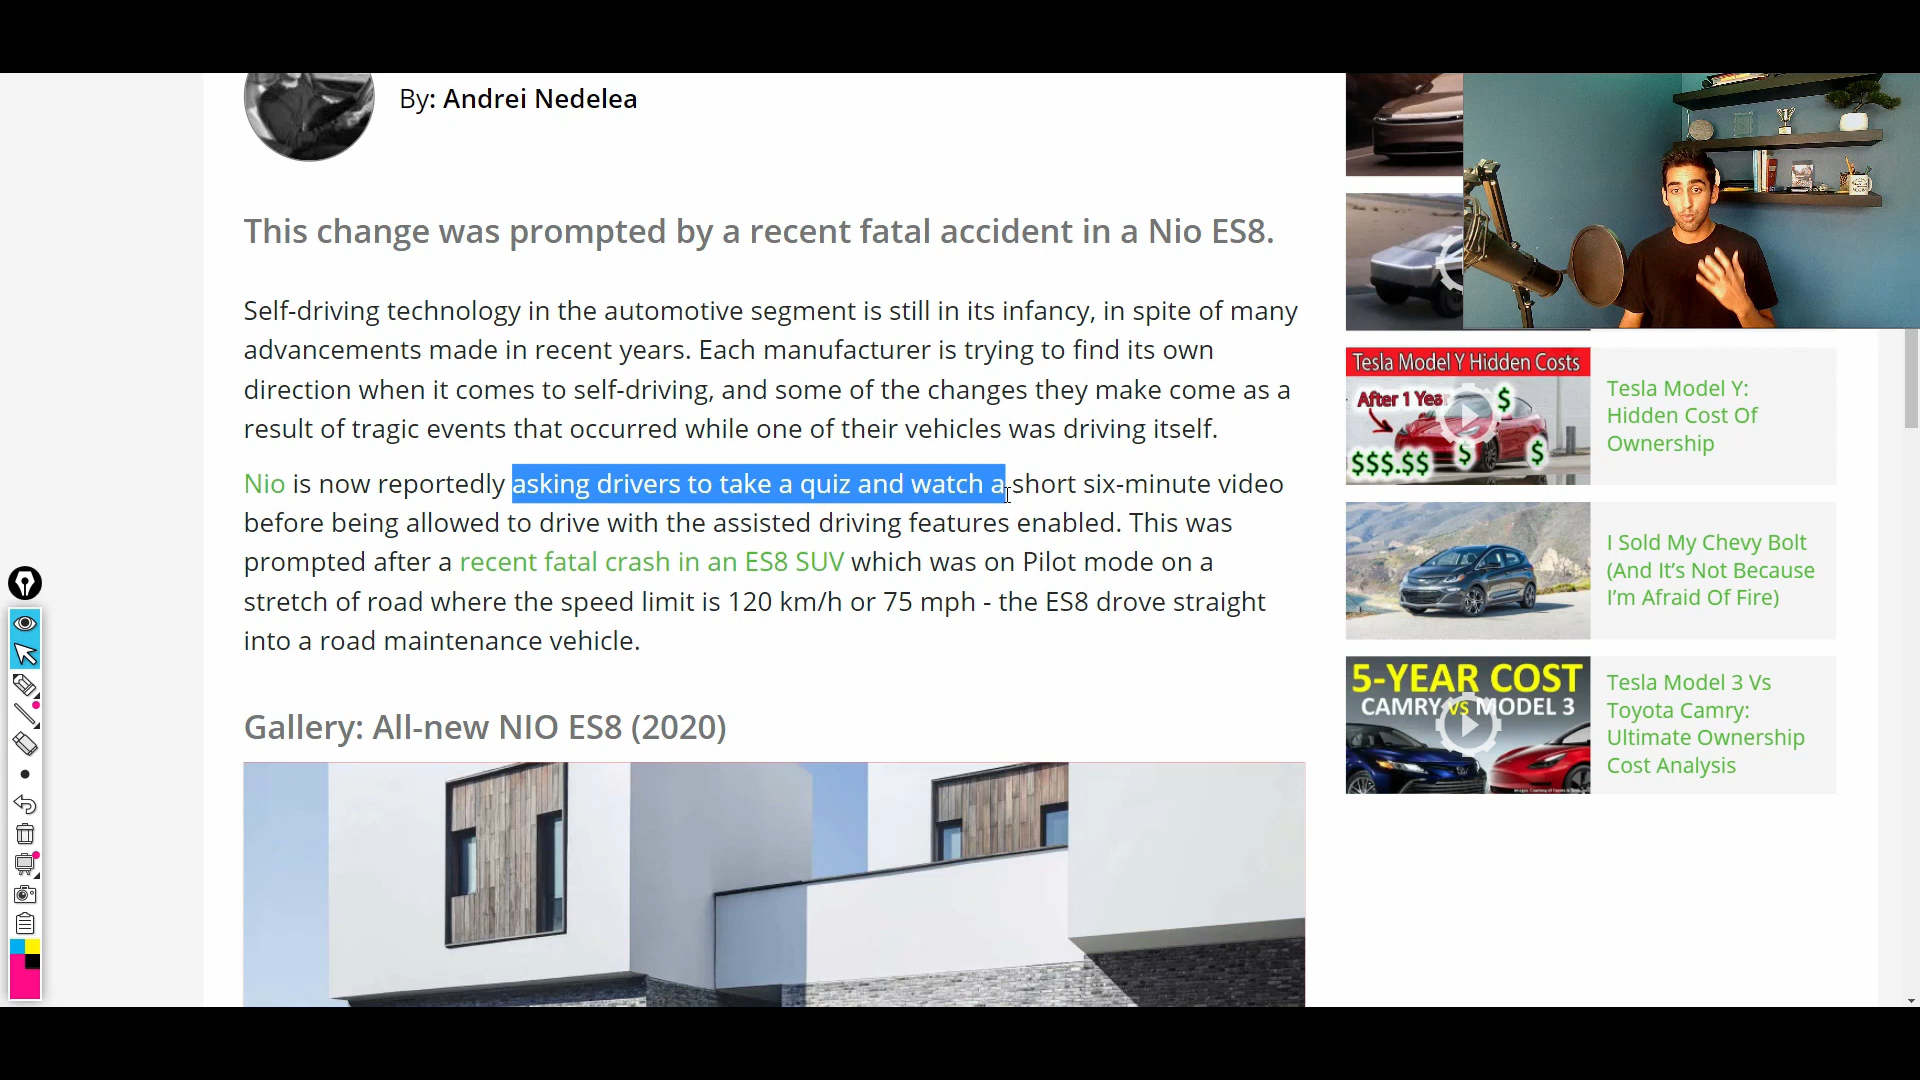 By: Andrei Nedelea
This change was prompted by a recent fatal accident in a Nio ES8.
Self-driving technology in the automotive segment is still in its infancy, in spite of many
advancements made in recent years. Each manufacturer is trying to find its own
direction when it comes to self-driving, and some of the changes they make come as a
result of tragic events that occurred while one of their vehicles was driving itself.
Nio is now reportedly asking drivers to take a quiz and watch a short six-minute video
before being allowed to drive with the assisted driving features enabled. This was
prompted after a recent fatal crash in an ES8 SUV which was on Pilot mode on a
stretch of road where the speed limit is 120 km/h or 75 mph - the ES8 drove straight
into a road maintenance vehicle.
Gallery: All-new NIO ES8 (2020)
Tesla Model Y Hidden Costs
After 1 Yea
$
$$$.$$
$
$
Tesla Model Y:
Hidden Cost Of
Ownership
I Sold My Chevy Bolt
(And It’s Not Because
I’m Afraid Of Fire)
5-YEAR COST
CAMRY vs MODEL 3
Tesla Model 3 Vs
Toyota Camry:
Ultimate Ownership
Cost Analysis